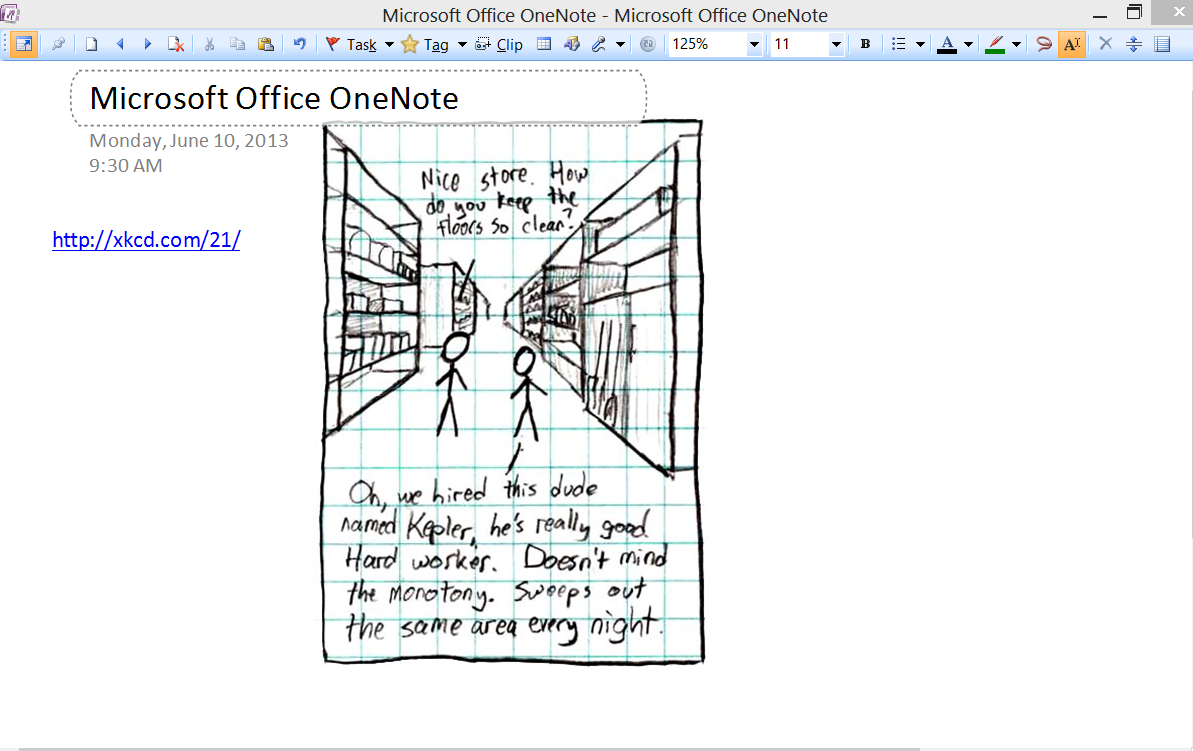 Microsoft Office OneNote - Microsoft Office OneNote
Task Tag Clip 125% 11 B A A
Microsoft Office OneNote
Monday, June 10, 2013
9:30 AM
http://xkcd.com/21/
Nice store. How
do you keep the
floors so clean?
Oh, we hired this dude
named Kepler, he's really good
Hard worker. Doesn't mind
the monotony. Sweeps out
the same area every night.